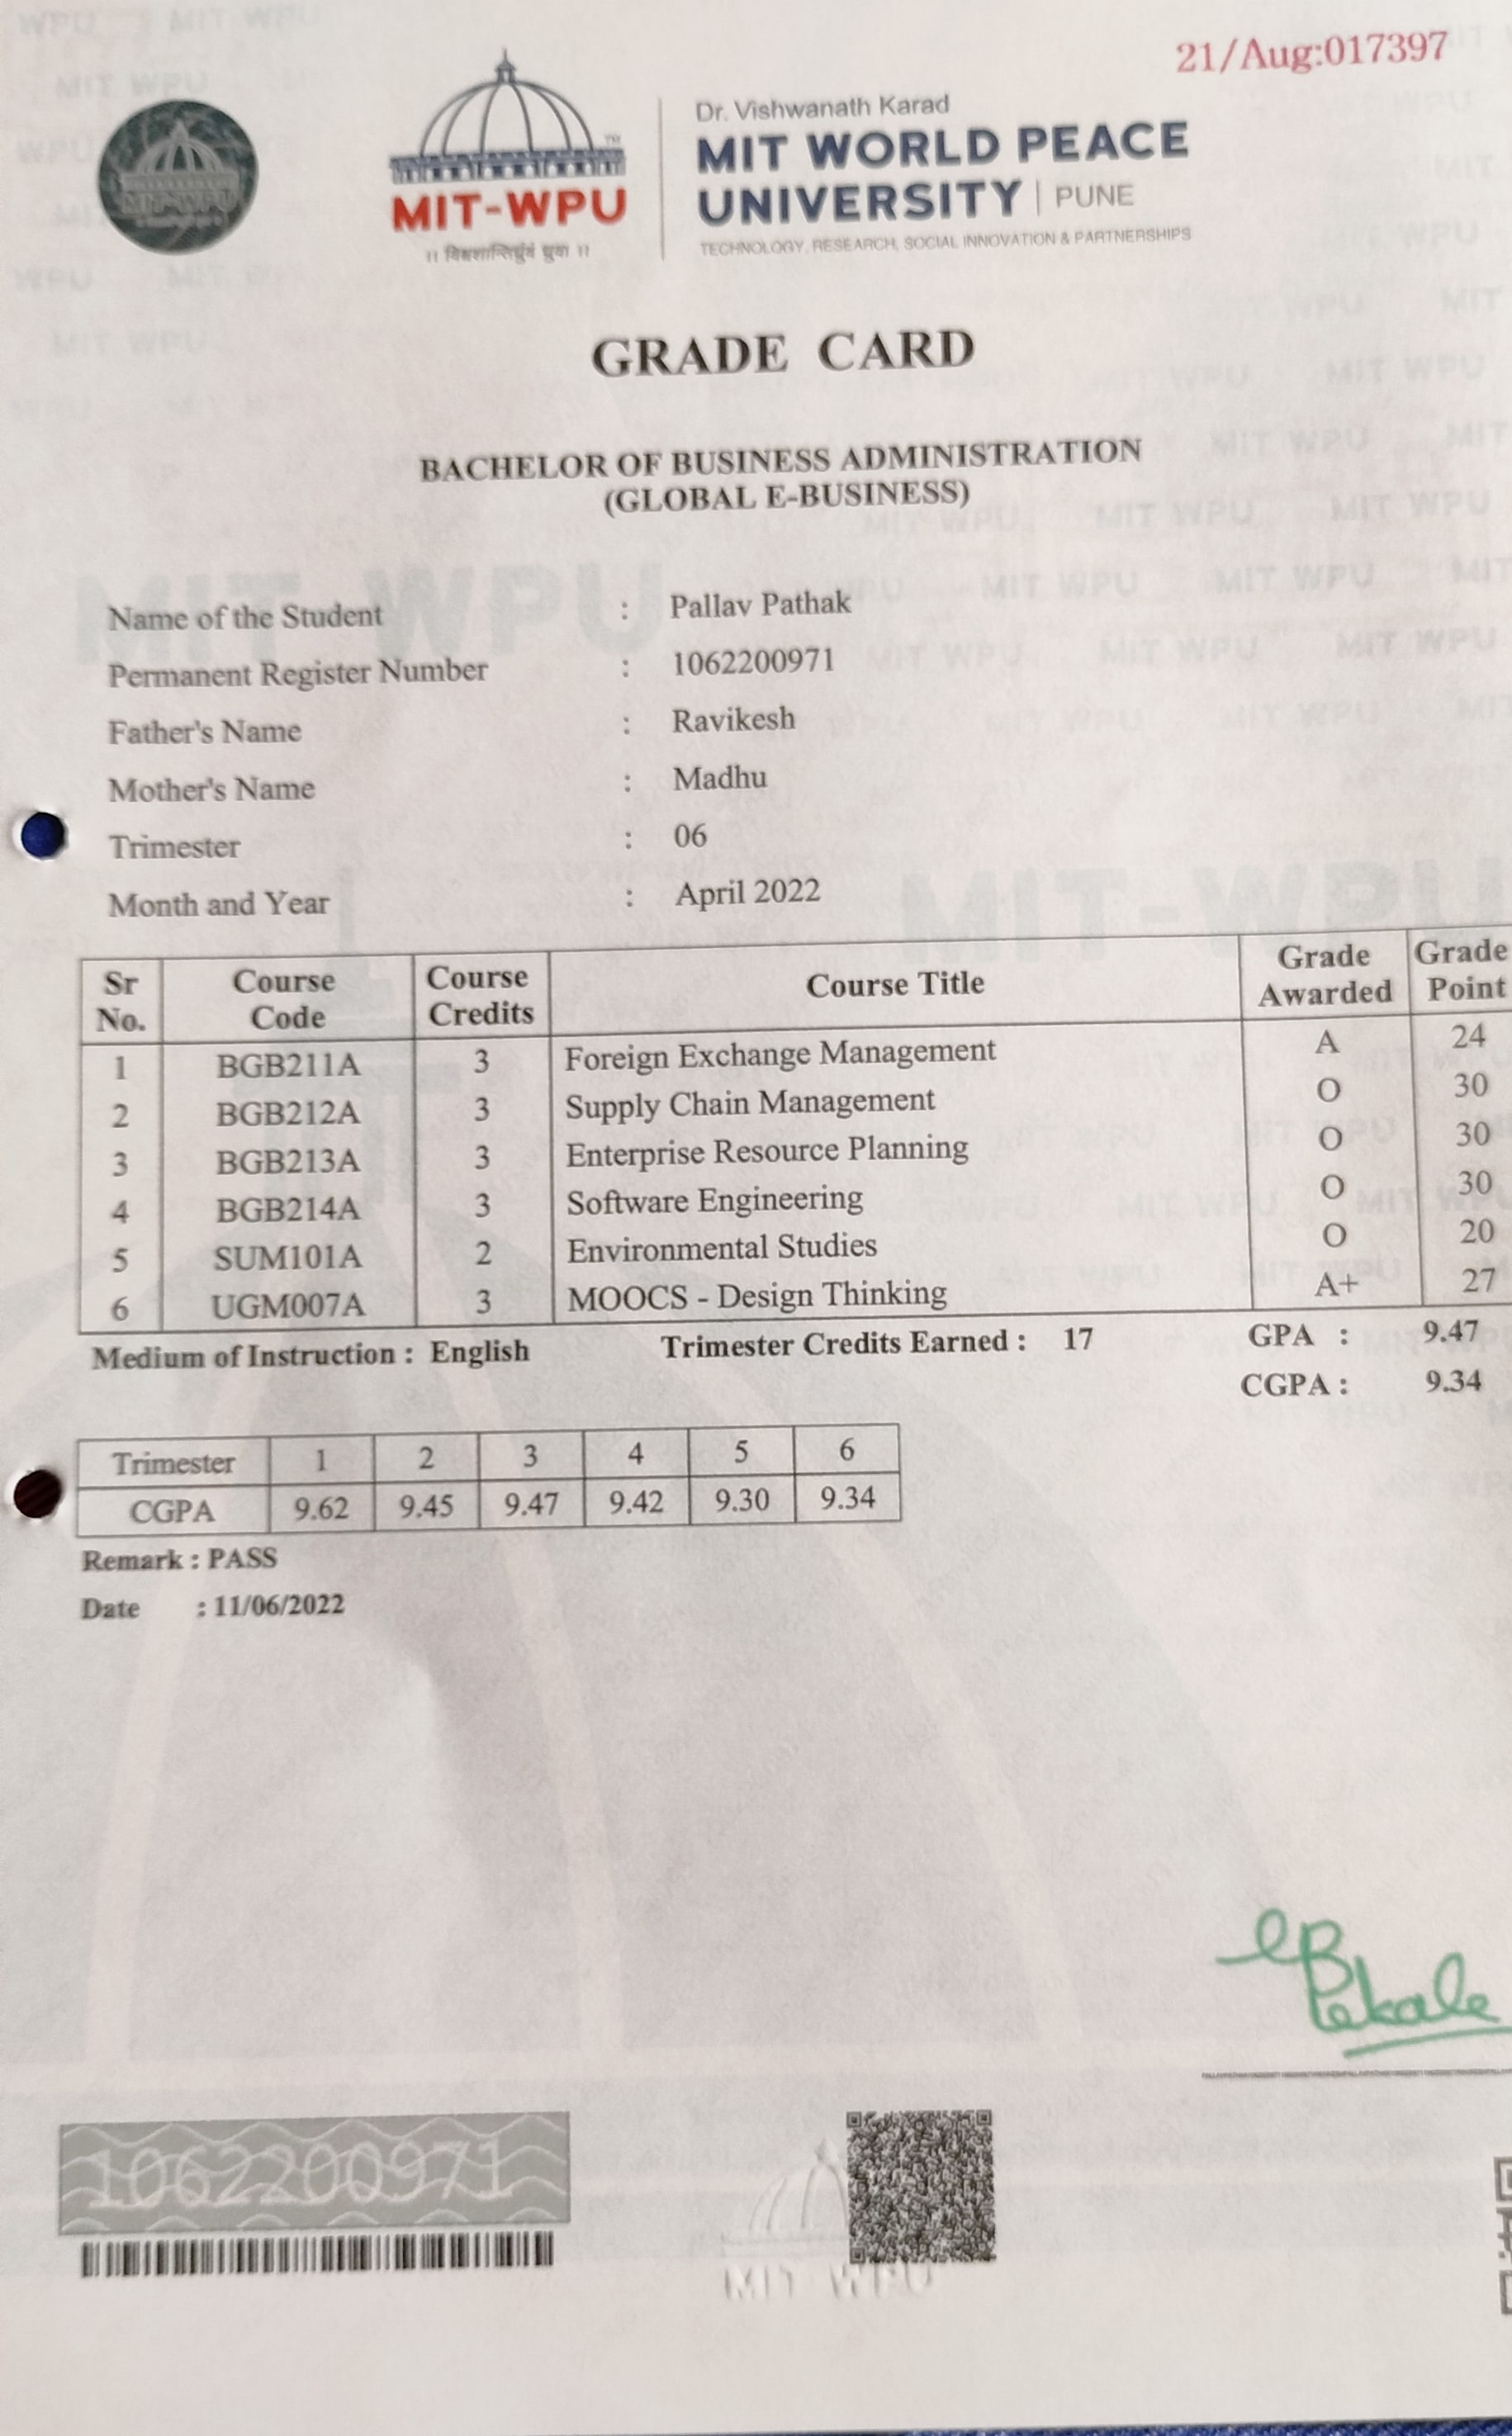 21/Aug:017397
MIT-WPU
Dr. Vishwanath Karad
MIT WORLD PEACE
UNIVERSITY | PUNE
TECHNOLOGY, RESEARCH, SOCIAL INNOVATION & PARTNERSHIPS
GRADE CARD
BACHELOR OF BUSINESS ADMINISTRATION
(GLOBAL E-BUSINESS)
Name of the Student : Pallav Pathak
Permanent Register Number : 1062200971
Father's Name : Ravikesh
Mother's Name : Madhu
Trimester : 06
Month and Year : April 2022
Sr No. Course Code Course Credits Course Title Grade Awarded Grade Point
1 BGB211A 3 Foreign Exchange Management A 24
2 BGB212A 3 Supply Chain Management O 30
3 BGB213A 3 Enterprise Resource Planning O 30
4 BGB214A 3 Software Engineering O 30
5 SUM101A 2 Environmental Studies O 20
6 UGM007A 3 MOOCS - Design Thinking A+ 27
Medium of Instruction : English Trimester Credits Earned : 17 GPA : 9.47
CGPA : 9.34
Trimester 1 2 3 4 5 6
CGPA 9.62 9.45 9.47 9.42 9.30 9.34
Remark : PASS
Date : 11/06/2022
1062200971
MIT WPU